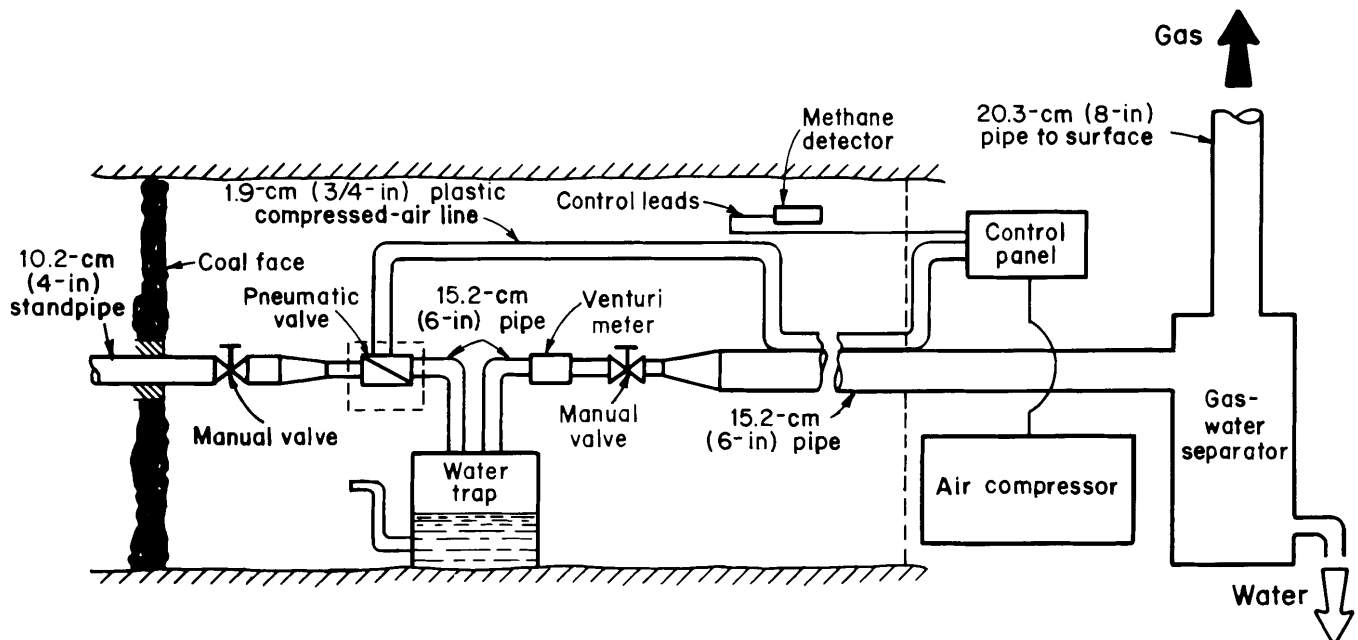 Gas
20.3-cm (8-in)
pipe to surface
Methane
detector
1.9-cm (3/4-in) plastic
compressed-air line
Control leads
Control
panel
10.2-cm
(4-in)
standpipe
Coal face
Pneumatic
valve
15.2-cm
(6-in) pipe
Venturi
meter
Manual valve
Manual
valve
15.2-cm
(6-in) pipe
Gas-
water
separator
Water
trap
Air compressor
Water